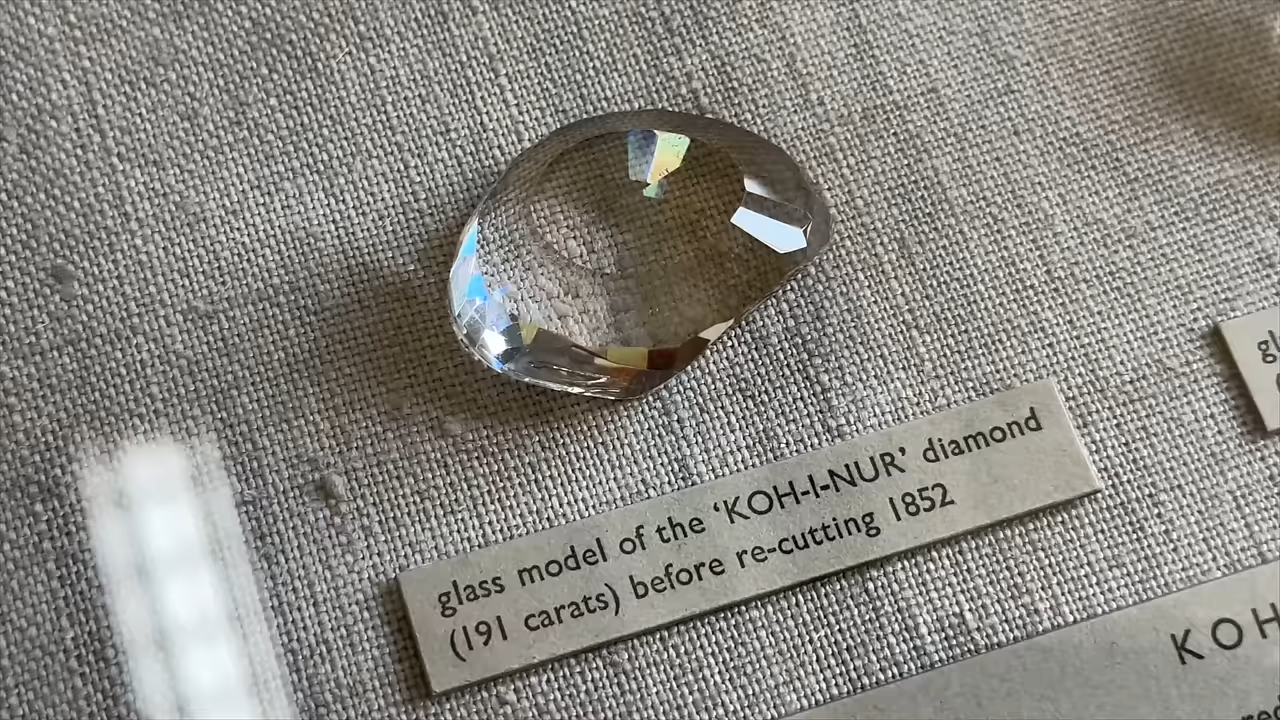 glass model of the ‘KOH-I-NUR’ diamond
(191 carats) before re-cutting 1852
KOH